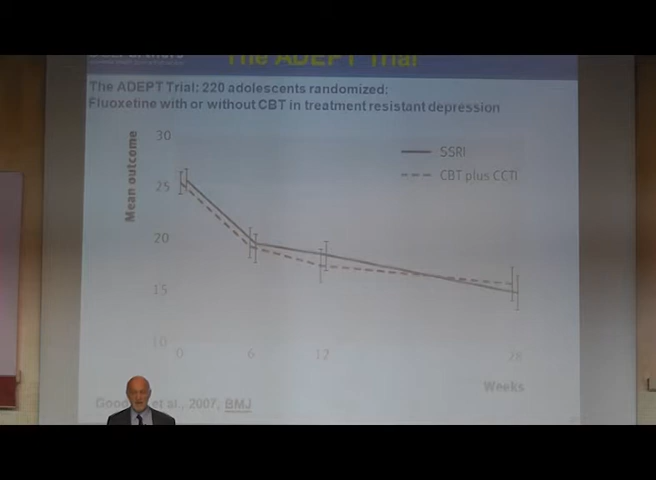 The ADEPT Trial
The ADEPT Trial: 220 adolescents randomized:
Fluoxetine with or without CBT in treatment resistant depression
Mean outcome
30
25
20
15
10
SSRI
CBT plus CCTI
0
6
12
28
Weeks
et al., 2007, BMJ